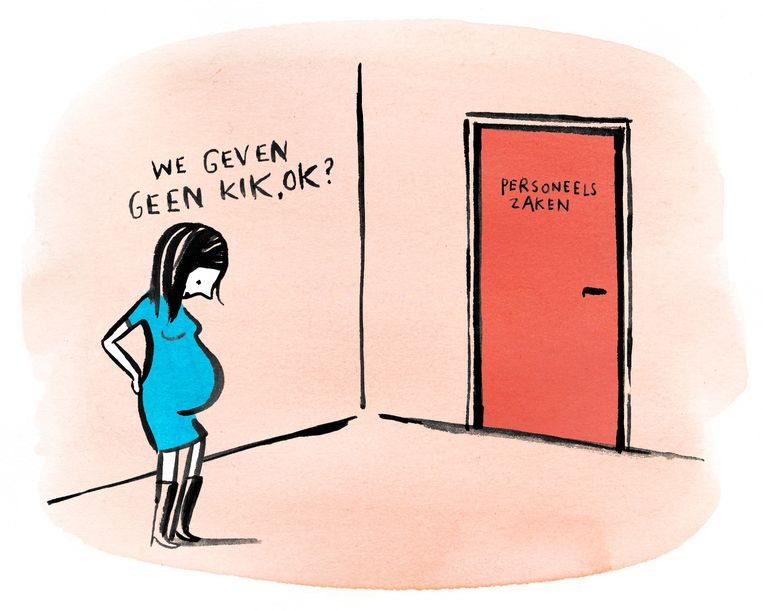 WE GEVEN
GEEN KIK, OK?
PERSONEELS
ZAKEN